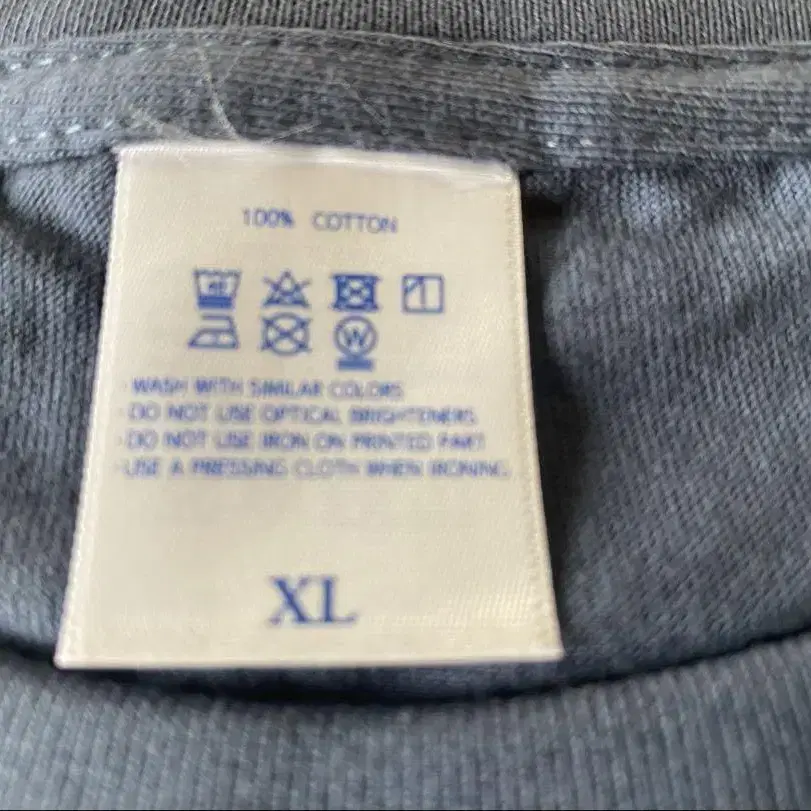 100% COTTON
W
· WASH WITH SIMILAR COLORS
· DO NOT USE OPTICAL BRIGHTENERS
· DO NOT USE IRON ON PRINTED PART
· USE A PRESSING CLOTH WHEN IRONING
XL